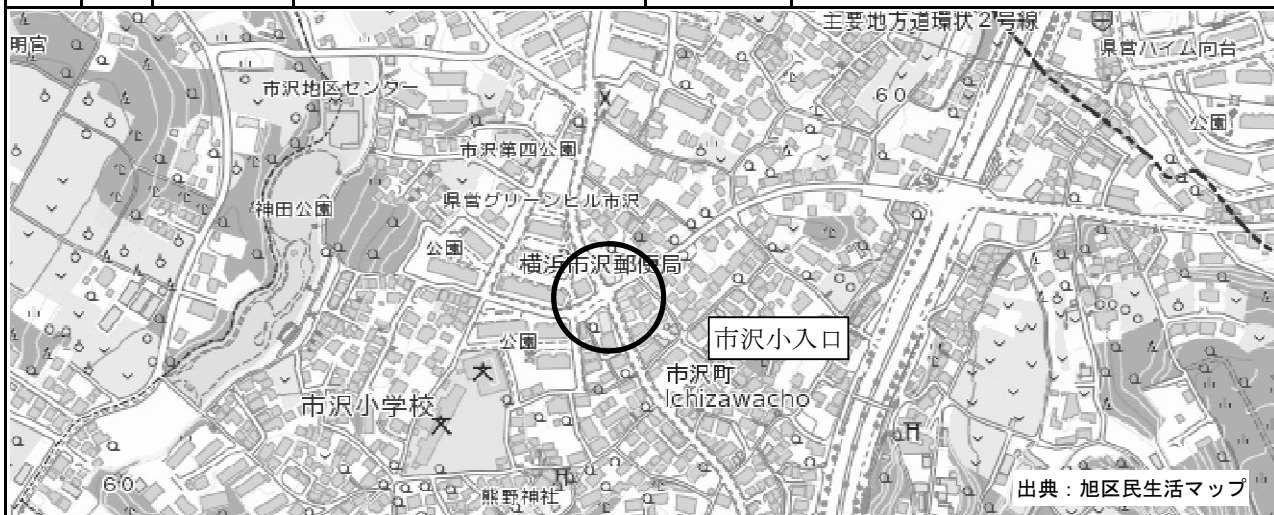 主要地方道環状2号線
明宮
県営ハイム向台
市沢地区センター
60
公園
市沢第四公園
県営グリーンヒル市沢
神田公園
公園
横浜市沢郵便局
市沢小入口
公園
市沢町
Ichizawacho
市沢小学校
60
熊野神社
出典：旭区民生活マップ